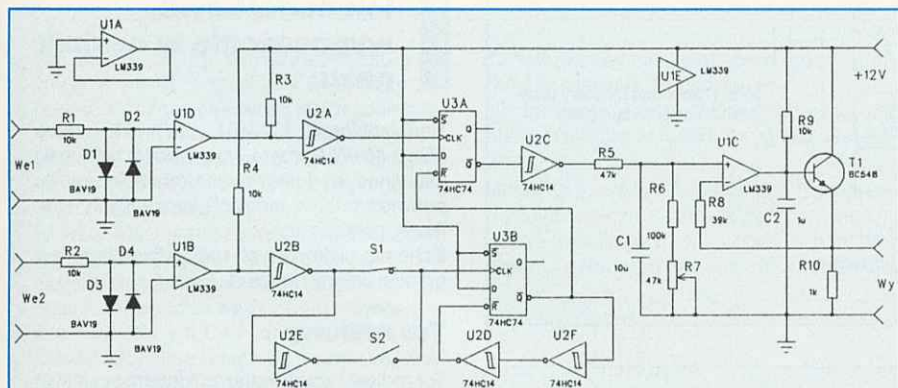 U1A
LM339
R1
10k
We1
D1
D2
BAV19
BAV19
U1D
LM339
R3
10k
U2A
74HC14
U3A
S
CLK
D
R
Q
Q
74HC74
U2C
74HC14
R5
47k
U1E
LM339
+12V
R9
10k
U1C
LM339
T1
BC548
R6
100k
R8
39k
C2
1u
C1
10u
R7
47k
R10
1k
Wy
R2
10k
We2
D3
D4
BAV19
BAV19
U1B
LM339
R4
10k
U2B
74HC14
S1
U3B
S
CLK
D
R
Q
Q
74HC74
U2E
74HC14
S2
U2D
74HC14
U2F
74HC14